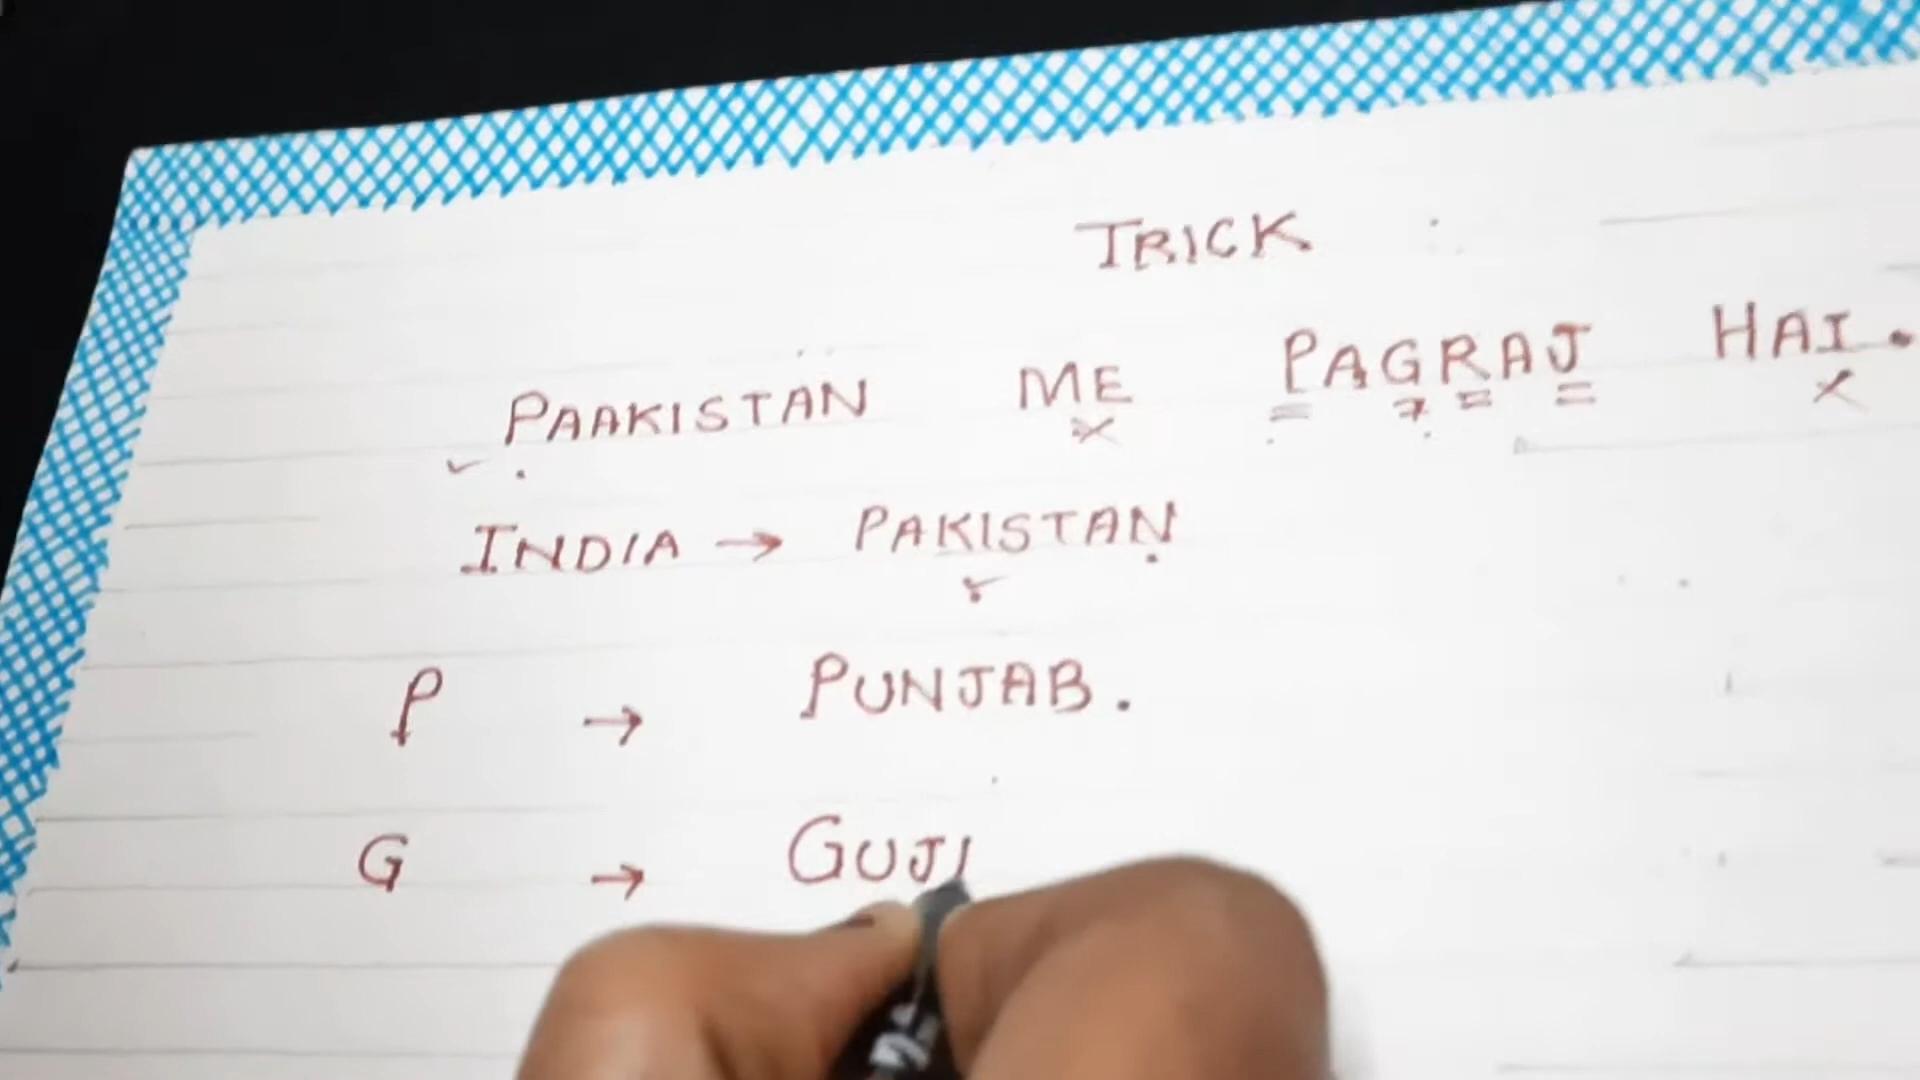 TRICK
PAAKISTAN ME PAGRAJ HAI.
INDIA → PAKISTAN
P → PUNJAB.
G → GUJ